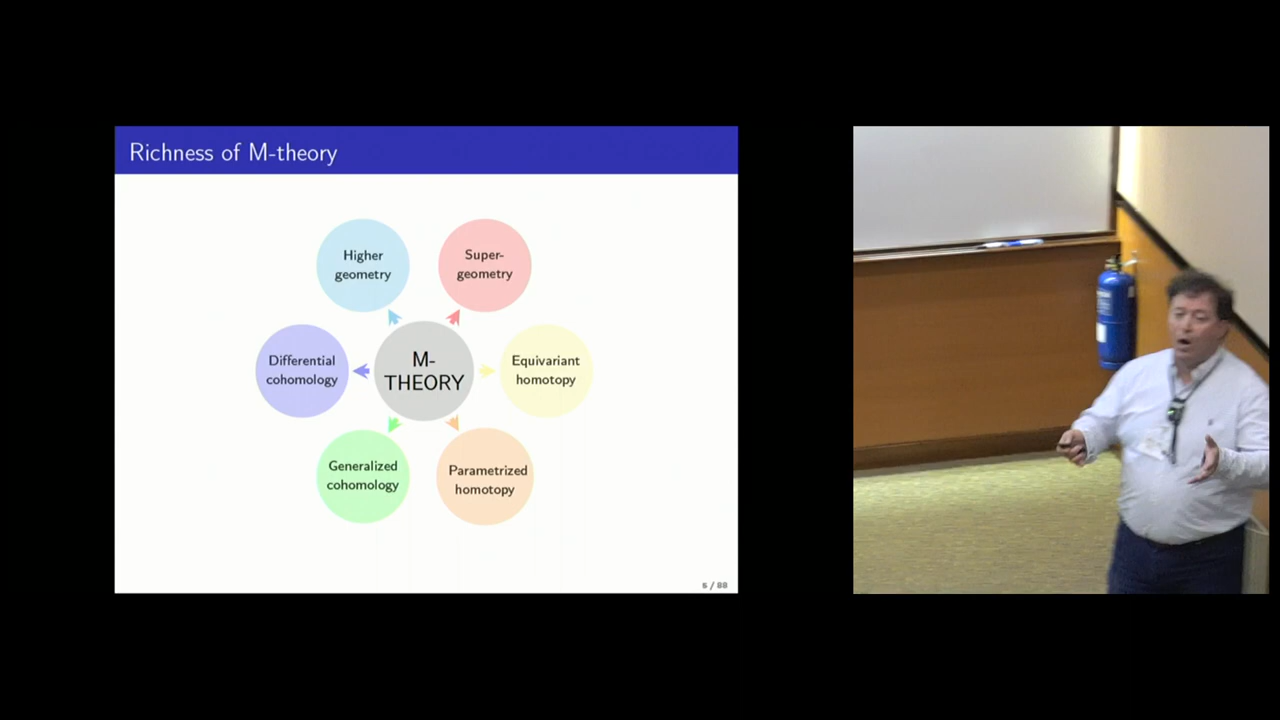 Richness of M-theory
Higher
geometry
Super-
geometry
Differential
cohomology
M-
THEORY
Equivariant
homotopy
Generalized
cohomology
Parametrized
homotopy
5 / 88